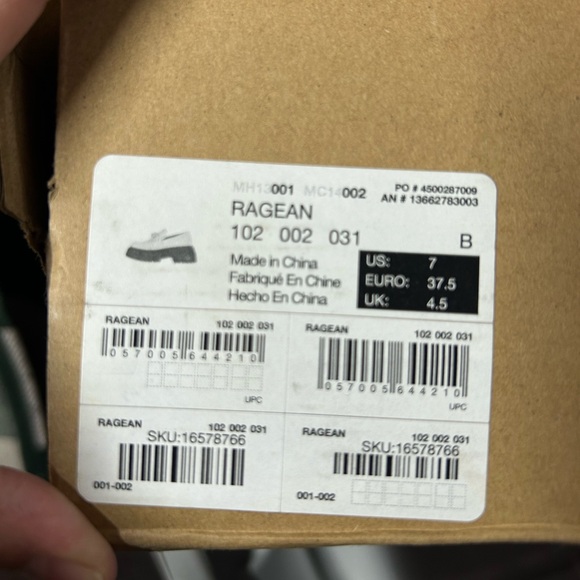 MH13001 MC14002
PO # 4500287009
AN # 13662783003
RAGEAN
102 002 031
B
Made in China
Fabriqué En Chine
Hecho En China
US: 7
EURO: 37.5
UK: 4.5
RAGEAN 102 002 031
057005644210
UPC
RAGEAN 102 002 031
057005644210
UPC
RAGEAN 102 002 031
SKU:16578766
001-002
RAGEAN 102 002 031
SKU:16578766
001-002